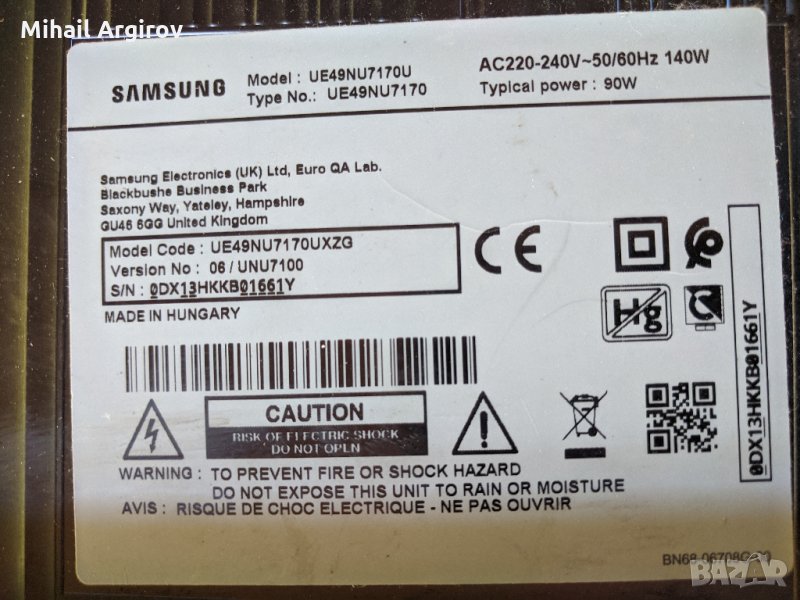 Mihail Argirov
SAMSUNG
Model : UE49NU7170U
Type No.: UE49NU7170
AC220-240V~50/60Hz 140W
Typical power : 90W
Samsung Electronics (UK) Ltd, Euro QA Lab.
Blackbushe Business Park
Saxony Way, Yateley, Hampshire
GU46 6GG United Kingdom
Model Code : UE49NU7170UXZG
Version No : 06 / UNU7100
S/N : 0DX13HKKB01661Y
MADE IN HUNGARY
CE
Hg
0DX13HKKB01661Y
CAUTION
RISK OF ELECTRIC SHOCK
DO NOT OPEN
WARNING : TO PREVENT FIRE OR SHOCK HAZARD
DO NOT EXPOSE THIS UNIT TO RAIN OR MOISTURE
AVIS : RISQUE DE CHOC ELECTRIQUE - NE PAS OUVRIR
bazar